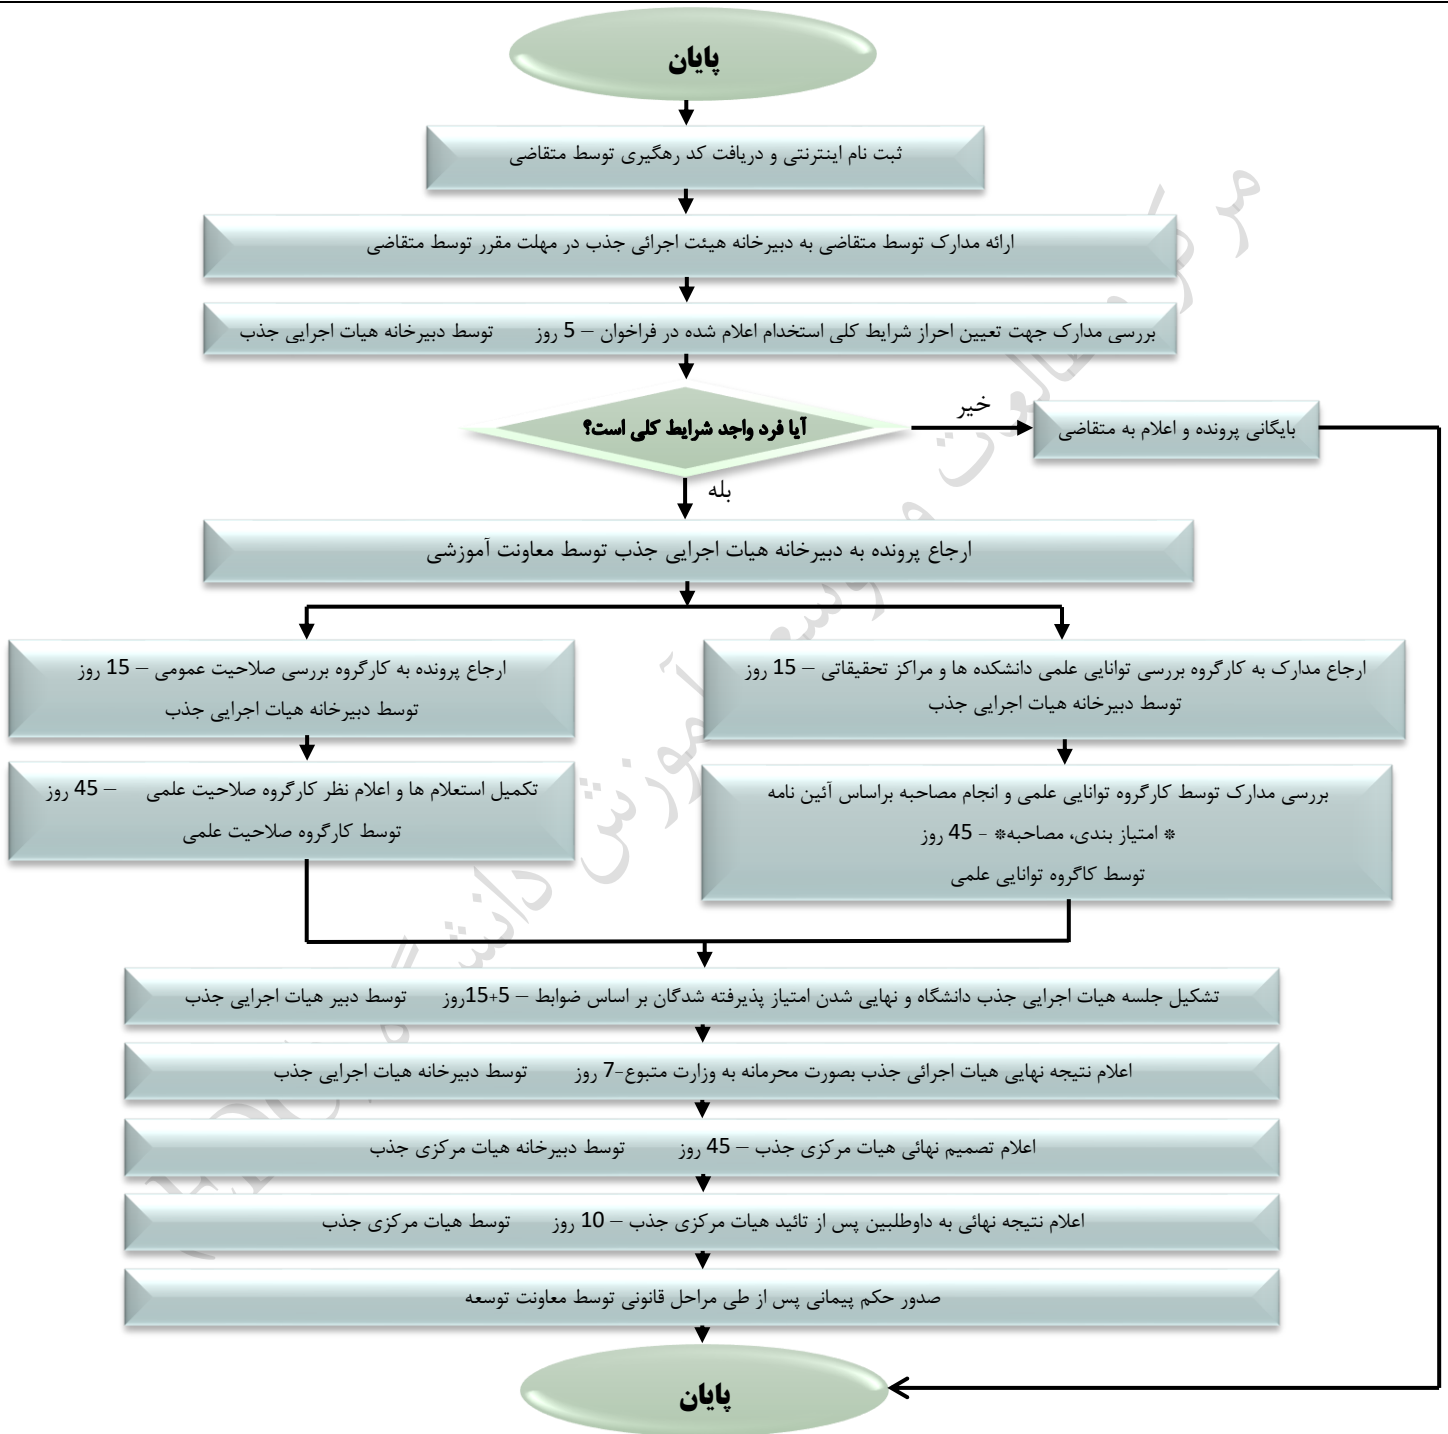 پایان
ثبت نام اینترنتی و دریافت کد رهگیری توسط متقاضی
ارائه مدارک توسط متقاضی به دبیرخانه هیئت اجرائی جذب در مهلت مقرر توسط متقاضی
بررسی مدارک جهت تعیین احراز شرایط کلی استخدام اعلام شده در فراخوان – 5 روز توسط دبیرخانه هیات اجرایی جذب
آیا فرد واجد شرایط کلی است؟
خیر
بایگانی پرونده و اعلام به متقاضی
بله
ارجاع پرونده به دبیرخانه هیات اجرایی جذب توسط معاونت آموزشی
ارجاع مدارک به کارگروه بررسی توانایی علمی دانشکده ها و مراکز تحقیقاتی – 15 روز
توسط دبیرخانه هیات اجرایی جذب
ارجاع پرونده به کارگروه بررسی صلاحیت عمومی – 15 روز
توسط دبیرخانه هیات اجرایی جذب
بررسی مدارک توسط کارگروه توانایی علمی و انجام مصاحبه براساس آئین نامه
* امتیاز بندی، مصاحبه* - 45 روز
توسط کاگروه توانایی علمی
تکمیل استعلام ها و اعلام نظر کارگروه صلاحیت علمی – 45 روز
توسط کارگروه صلاحیت علمی
تشکیل جلسه هیات اجرایی جذب دانشگاه و نهایی شدن امتیاز پذیرفته شدگان بر اساس ضوابط – 5+15روز توسط دبیر هیات اجرایی جذب
اعلام نتیجه نهایی هیات اجرائی جذب بصورت محرمانه به وزارت متبوع-7 روز توسط دبیرخانه هیات اجرایی جذب
اعلام تصمیم نهائی هیات مرکزی جذب – 45 روز توسط دبیرخانه هیات مرکزی جذب
اعلام نتیجه نهائی به داوطلبین پس از تائید هیات مرکزی جذب – 10 روز توسط هیات مرکزی جذب
صدور حکم پیمانی پس از طی مراحل قانونی توسط معاونت توسعه
پایان